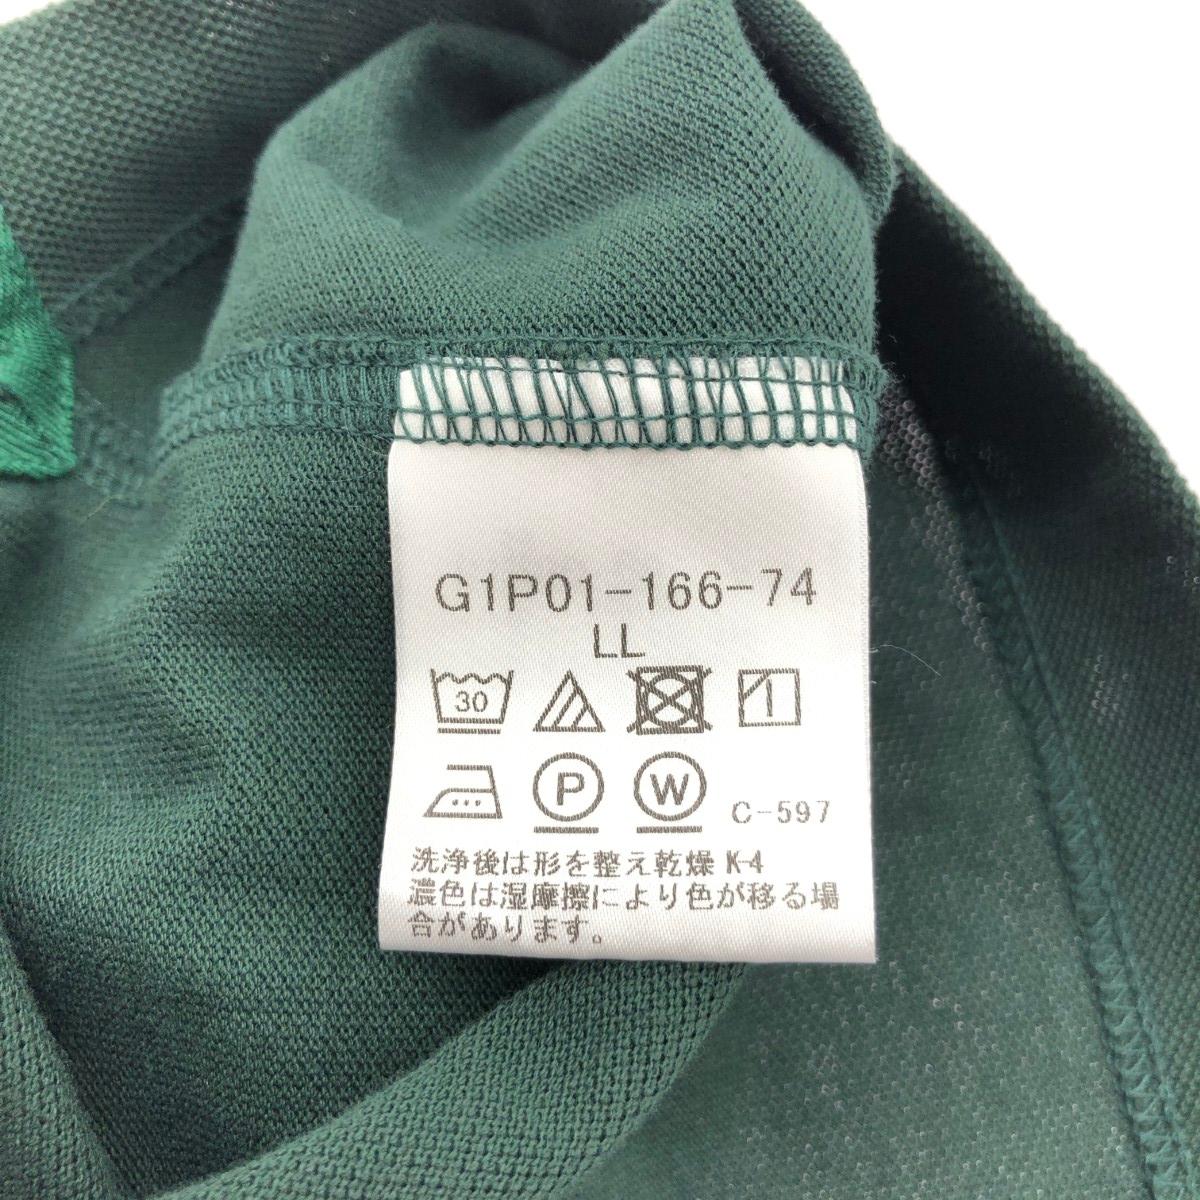 G1P01-166-74
LL
30
P W C-597
洗浄後は形を整え乾燥 K-4
濃色は湿摩擦により色が移る場
合があります。